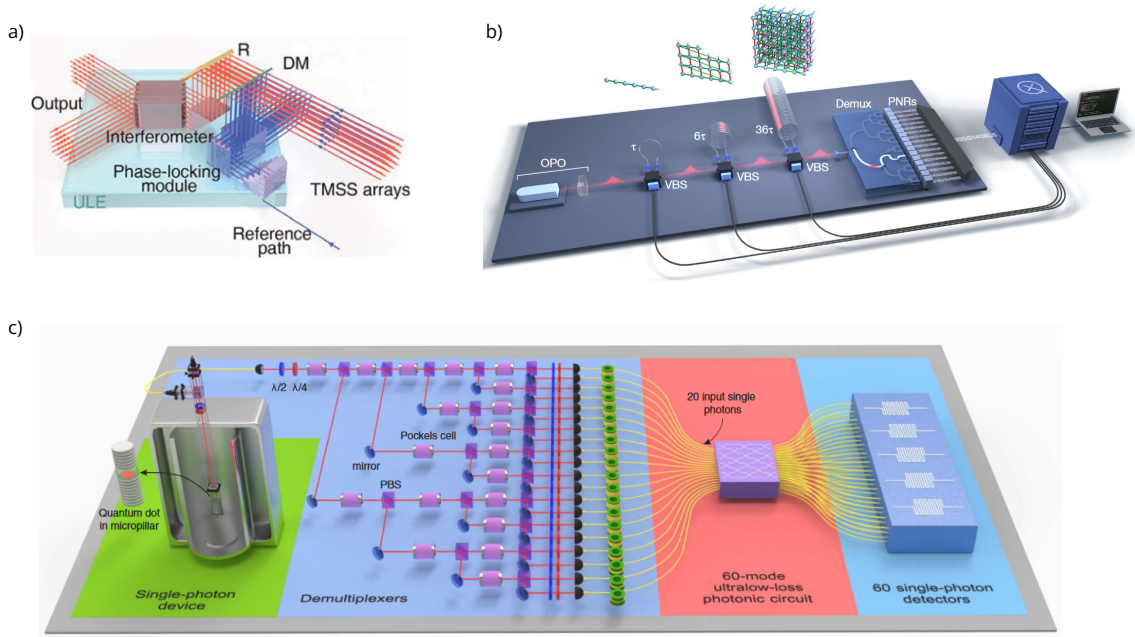 a)
R
DM
Output
Interferometer
Phase-locking
module
TMSS arrays
ULE
Reference
path
b)
OPO
τ
VBS
6τ
VBS
36τ
VBS
Demux
PNRs
c)
λ/2 λ/4
Pockels cell
mirror
PBS
Quantum dot
in micropillar
Single-photon
device
Demultiplexers
20 input single
photons
60-mode
ultralow-loss
photonic circuit
60 single-photon
detectors